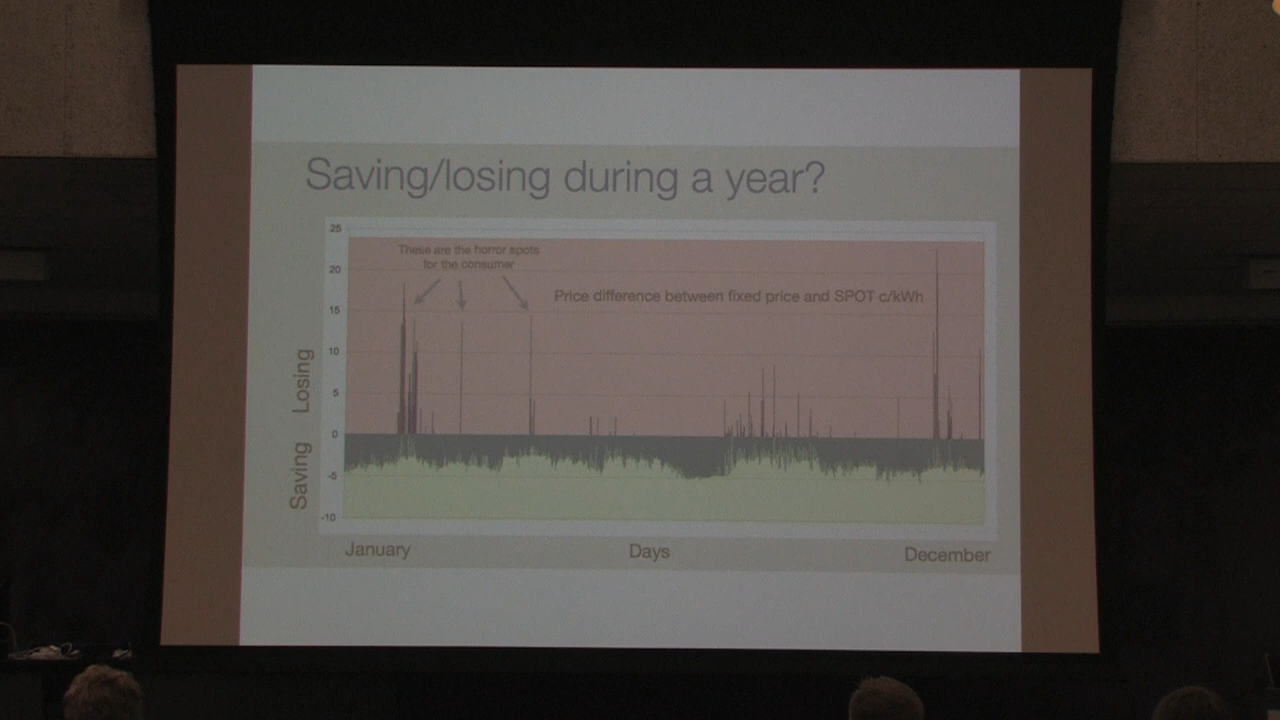 Saving/losing during a year?
25
These are the horror spots
for the consumer
20
Price difference between fixed price and SPOT c/kWh
15
10
5
0
-5
-10
Losing
Saving
January
Days
December